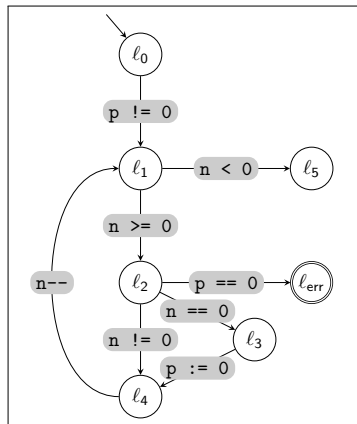 ℓ0
p != 0
ℓ1
n < 0
ℓ5
n >= 0
ℓ2
p == 0
ℓerr
n--
n == 0
n != 0
ℓ3
p := 0
ℓ4